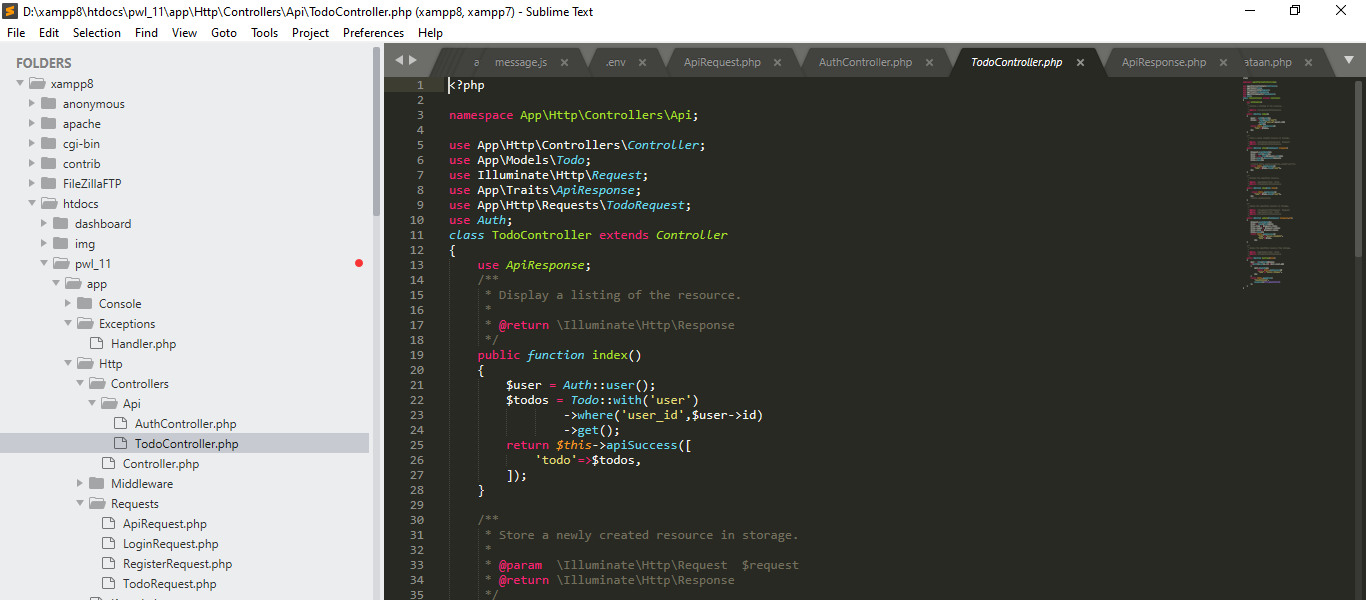 D:\xampp8\htdocs\pwl_11\app\Http\Controllers\Api\TodoController.php (xampp8, xampp7) - Sublime Text
File Edit Selection Find View Goto Tools Project Preferences Help
FOLDERS
xampp8
anonymous
apache
cgi-bin
contrib
FileZillaFTP
htdocs
dashboard
img
pwl_11
app
Console
Exceptions
Handler.php
Http
Controllers
Api
AuthController.php
TodoController.php
Controller.php
Middleware
Requests
ApiRequest.php
LoginRequest.php
RegisterRequest.php
TodoRequest.php
a message.js .env ApiRequest.php AuthController.php TodoController.php ApiResponse.php ataan.php
1 <?php
2
3 namespace App\Http\Controllers\Api;
4
5 use App\Http\Controllers\Controller;
6 use App\Models\Todo;
7 use Illuminate\Http\Request;
8 use App\Traits\ApiResponse;
9 use App\Http\Requests\TodoRequest;
10 use Auth;
11 class TodoController extends Controller
12 {
13 use ApiResponse;
14 /**
15 * Display a listing of the resource.
16 *
17 * @return \Illuminate\Http\Response
18 */
19 public function index()
20 {
21 $user = Auth::user();
22 $todos = Todo::with('user')
23 ->where('user_id',$user->id)
24 ->get();
25 return $this->apiSuccess([
26 'todo'=>$todos,
27 ]);
28 }
29
30 /**
31 * Store a newly created resource in storage.
32 *
33 * @param \Illuminate\Http\Request $request
34 * @return \Illuminate\Http\Response
35 */